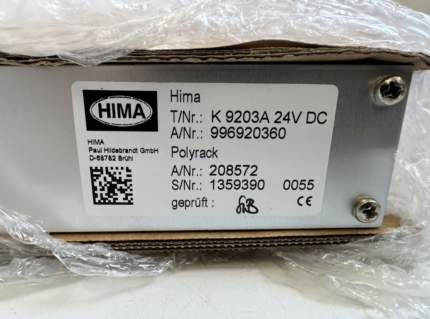 HIMA
HIMA
Paul Hildebrandt GmbH
D-68782 Brühl
Hima
T/Nr.: K 9203A 24V DC
A/Nr.: 996920360
Polyrack
A/Nr.: 208572
S/Nr.: 1359390 0055
geprüft :
CE